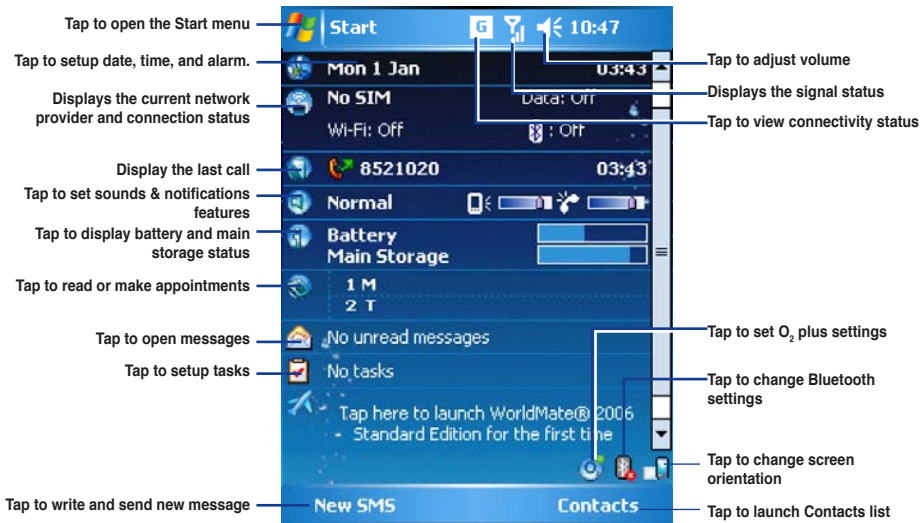 Tap to open the Start menu
Tap to setup date, time, and alarm.
Displays the current network
provider and connection status
Display the last call
Tap to set sounds & notifications
features
Tap to display battery and main
storage status
Tap to read or make appointments
Tap to open messages
Tap to setup tasks
Tap to write and send new message
Start
G
10:47
Mon 1 Jan
03:43
No SIM
Data: Off
Wi-Fi: Off
: Off
8521020
03:43
Normal
Battery
Main Storage
1 M
2 T
No unread messages
No tasks
Tap here to launch WorldMate® 2006
- Standard Edition for the first time
New SMS
Contacts
Tap to adjust volume
Displays the signal status
Tap to view connectivity status
Tap to set O₂ plus settings
Tap to change Bluetooth
settings
Tap to change screen
orientation
Tap to launch Contacts list